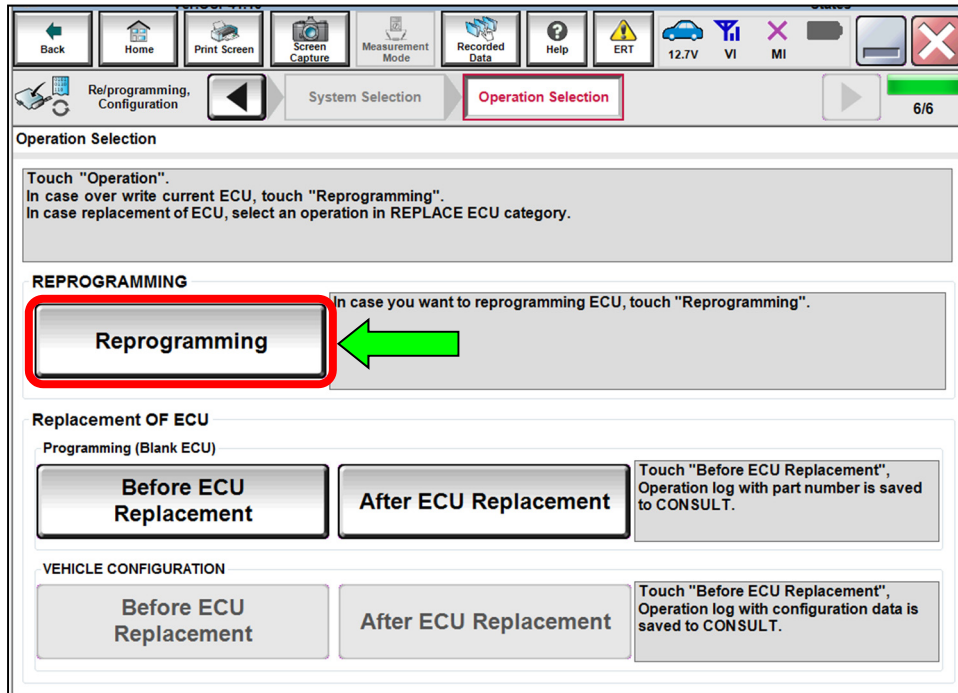 Back
Home
Print Screen
Screen
Capture
Measurement
Mode
Recorded
Data
Help
ERT
12.7V
VI
MI
Re/programming,
Configuration
System Selection
Operation Selection
6/6
Operation Selection
Touch "Operation".
In case over write current ECU, touch "Reprogramming".
In case replacement of ECU, select an operation in REPLACE ECU category.
REPROGRAMMING
Reprogramming
In case you want to reprogramming ECU, touch "Reprogramming".
Replacement OF ECU
Programming (Blank ECU)
Before ECU
Replacement
After ECU Replacement
Touch "Before ECU Replacement",
Operation log with part number is saved
to CONSULT.
VEHICLE CONFIGURATION
Before ECU
Replacement
After ECU Replacement
Touch "Before ECU Replacement",
Operation log with configuration data is
saved to CONSULT.